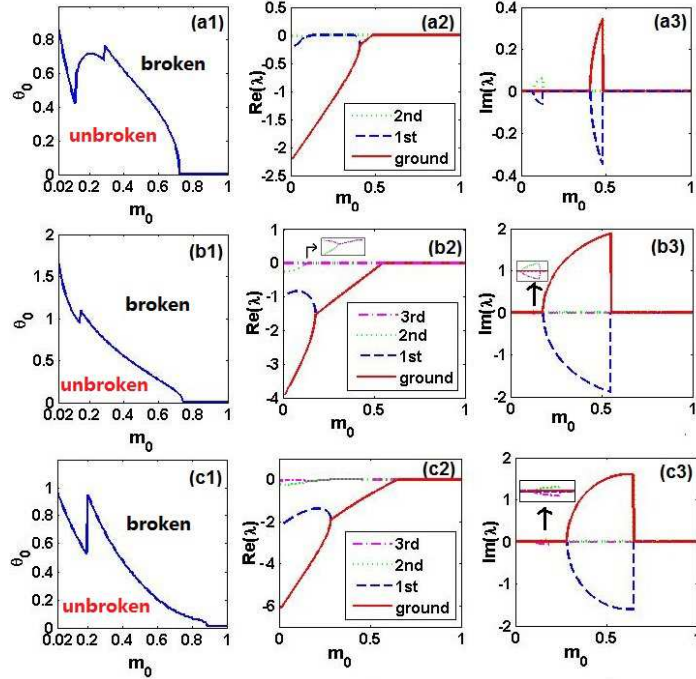 (a1)
θ0
0.8
0.6
0.4
0.2
0
broken
unbroken
0.02 0.2 0.4 0.6 0.8 1
m0
(a2)
Re(λ)
0.5
0
-0.5
-1
-1.5
-2
-2.5
2nd
1st
ground
0 0.5 1
m0
(a3)
Im(λ)
0.4
0.2
0
-0.2
-0.4
0 0.5 1
m0
(b1)
θ0
2
1.5
1
0.5
0
broken
unbroken
0.02 0.2 0.4 0.6 0.8 1
m0
(b2)
Re(λ)
1
0
-1
-2
-3
-4
3rd
2nd
1st
ground
0 0.5 1
m0
(b3)
Im(λ)
2
1
0
-1
-2
0 0.5 1
m0
(c1)
θ0
1
0.8
0.6
0.4
0.2
0
broken
unbroken
0.02 0.2 0.4 0.6 0.8 1
m0
(c2)
Re(λ)
0
-2
-4
-6
3rd
2nd
1st
ground
0 0.5 1
m0
(c3)
Im(λ)
2
1
0
-1
-2
0 0.5 1
m0